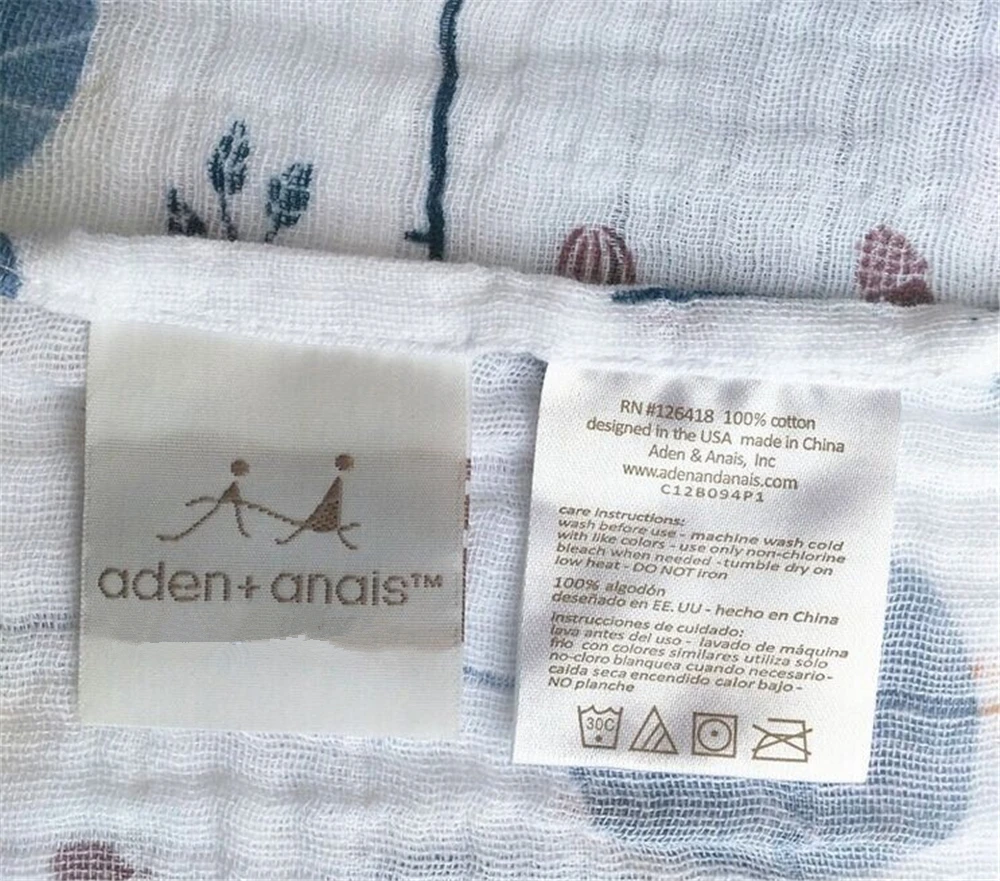 aden+anais™
RN #126418 100% cotton
designed in the USA made in China
Aden & Anais, Inc
www.adenandanais.com
C12B094P1
care instructions:
wash before use - machine wash cold
with like colors - use only non-chlorine
bleach when needed -tumble dry on
low heat - DO NOT iron
100% algodón
deseñado en EE. UU - hecho en China
Instrucciones de cuidado:
lava antes del uso - lavado de máquina
frio con colores similares utiliza sólo
no-cloro blanquea cuando necesario-
caida seca encendido calor bajo-
NO planche
30C